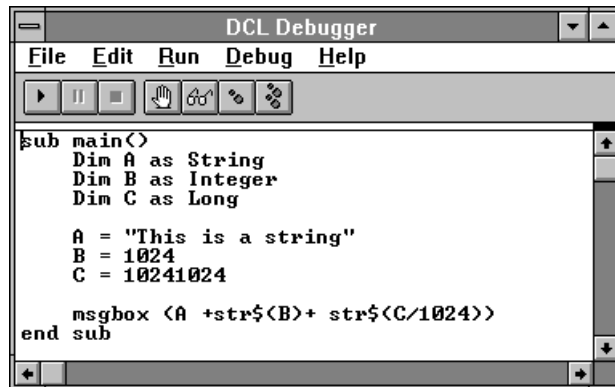 DCL Debugger
File Edit Run Debug Help
sub main()
    Dim A as String
    Dim B as Integer
    Dim C as Long

    A = "This is a string"
    B = 1024
    C = 10241024

    msgbox (A +str$(B)+ str$(C/1024))
end sub